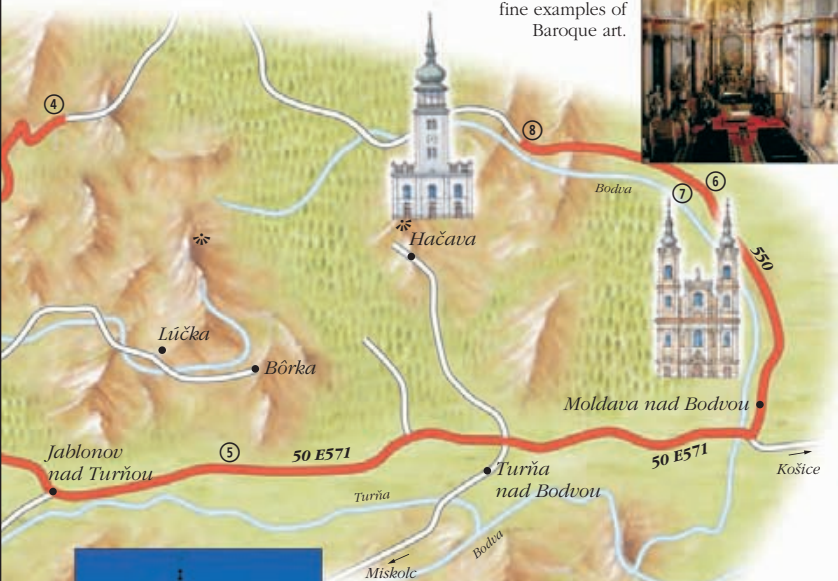 fine examples of
Baroque art.
4
8
Bodva
7
6
550
Hačava
Lúčka
Bôrka
Moldava nad Bodvou
Jablonov
nad Turňou
5
50 E571
50 E571
Košice
Turňa
nad Bodvou
Turňa
Bodva
Miskolc